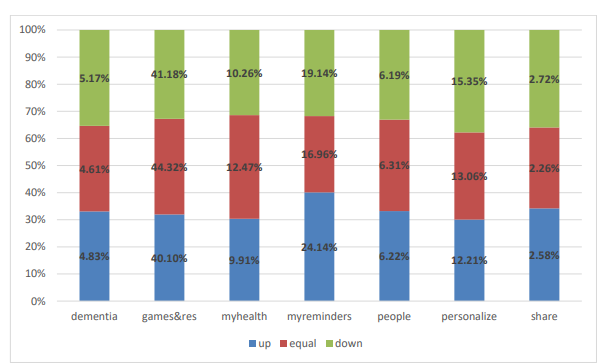 100%
90%
80%
70%
60%
50%
40%
30%
20%
10%
0%
5.17% 41.18% 10.26% 19.14% 6.19% 15.35% 2.72%
4.61% 44.32% 12.47% 16.96% 6.31% 13.06% 2.26%
4.83% 40.10% 9.91% 24.14% 6.22% 12.21% 2.58%
dementia games&res myhealth myreminders people personalize share
up equal down